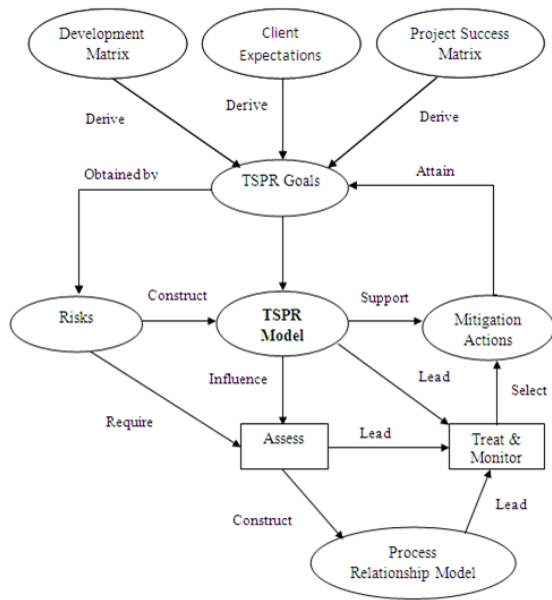 Development
Matrix
Client
Expectations
Project Success
Matrix
Derive
Derive
Derive
Obtained by
TSPR Goals
Attain
Risks
Construct
TSPR
Model
Support
Mitigation
Actions
Influence
Lead
Select
Require
Assess
Lead
Treat &
Monitor
Construct
Lead
Process
Relationship Model